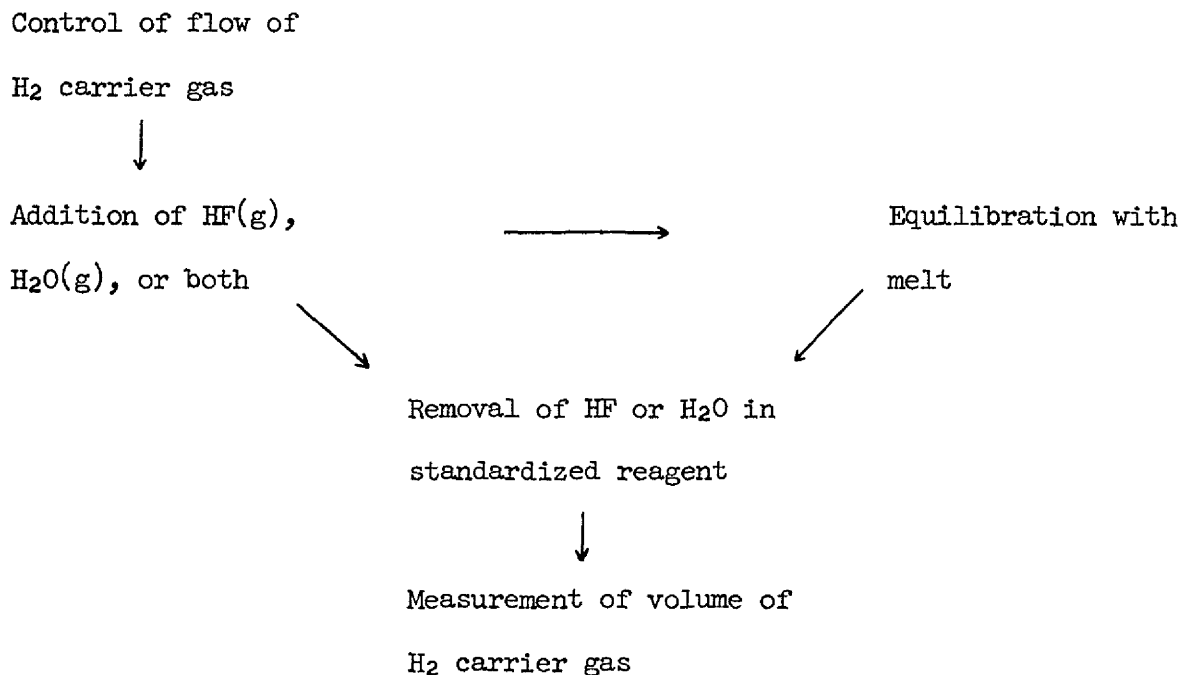 Control of flow of
H2 carrier gas
Addition of HF(g),
H2O(g), or both
Equilibration with
melt
Removal of HF or H2O in
standardized reagent
Measurement of volume of
H2 carrier gas